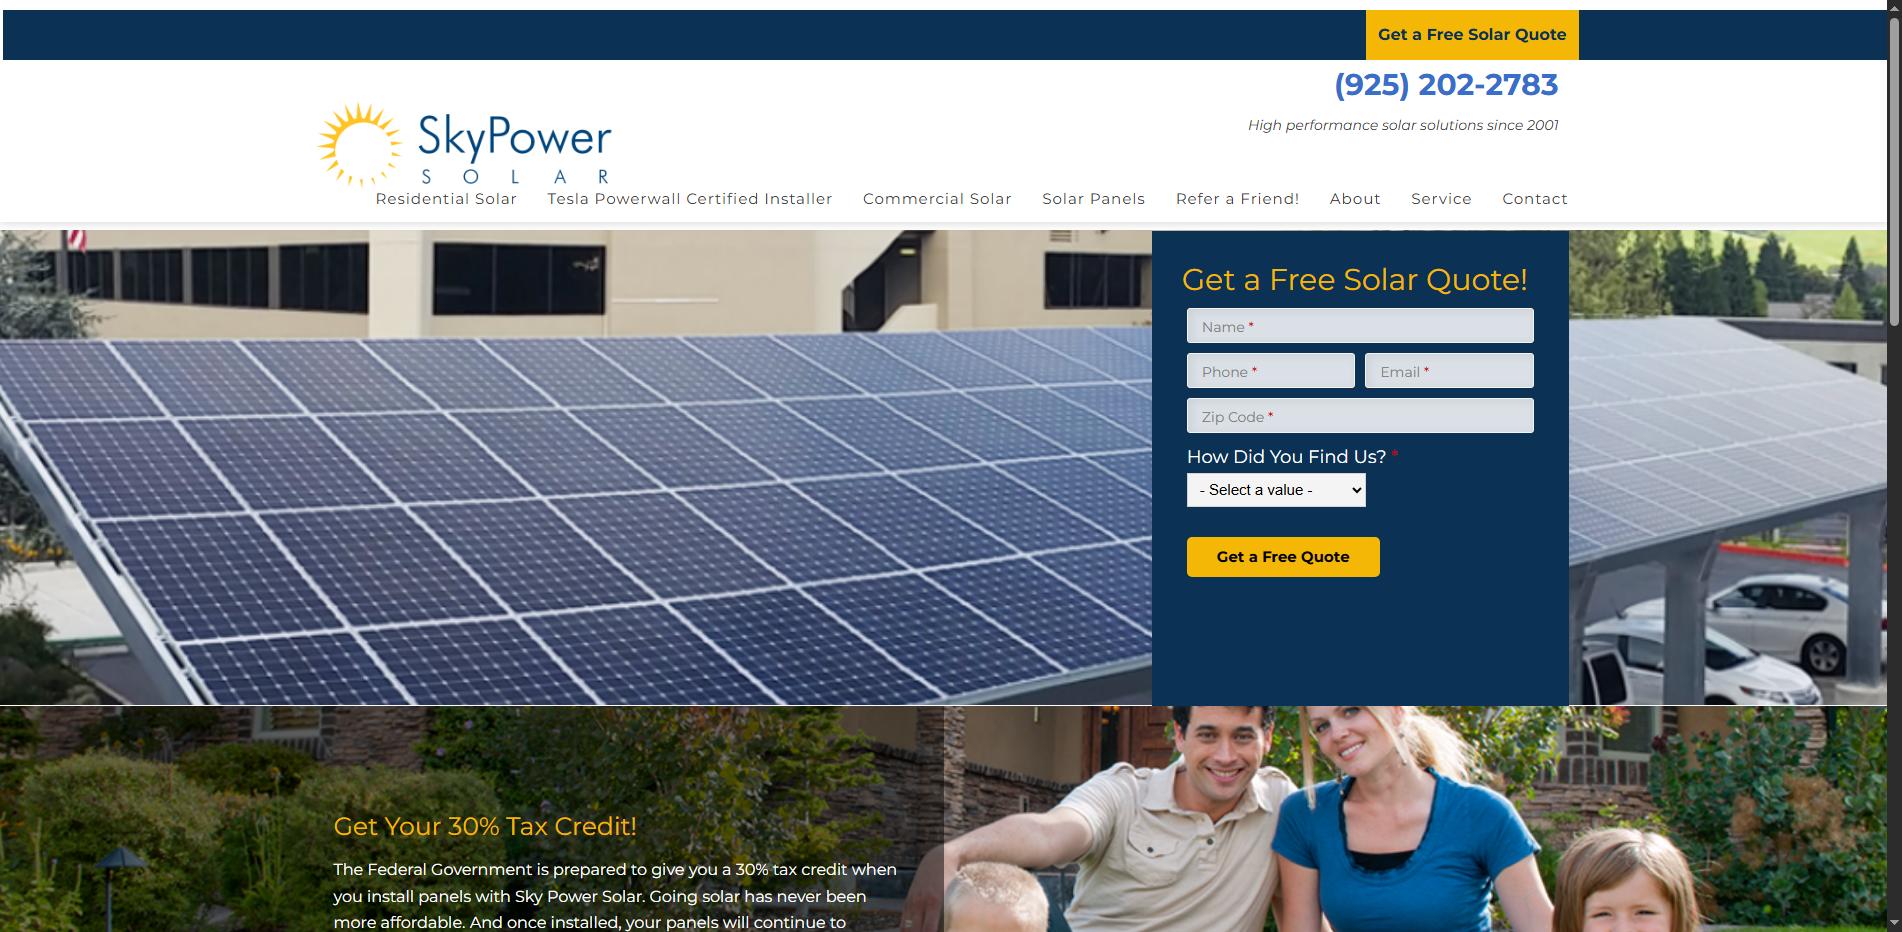 Get a Free Solar Quote
(925) 202-2783
High performance solar solutions since 2001
SkyPower
SOLAR
Residential Solar Tesla Powerwall Certified Installer Commercial Solar Solar Panels Refer a Friend! About Service Contact
Get a Free Solar Quote!
Name *
Phone * Email *
Zip Code *
How Did You Find Us? *
- Select a value -
Get a Free Quote
Get Your 30% Tax Credit!
The Federal Government is prepared to give you a 30% tax credit when
you install panels with Sky Power Solar. Going solar has never been
more affordable. And once installed, your panels will continue to